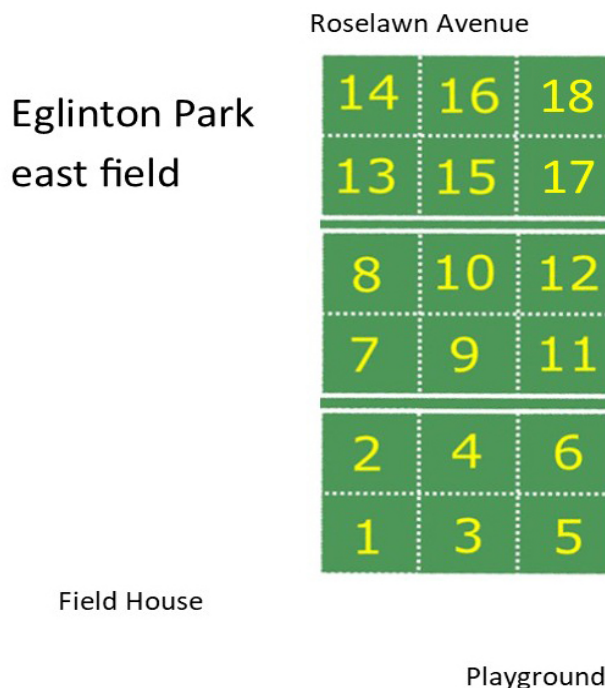 Roselawn Avenue
Eglinton Park
east field
14 16 18
13 15 17
8 10 12
7 9 11
2 4 6
1 3 5
Field House
Playground